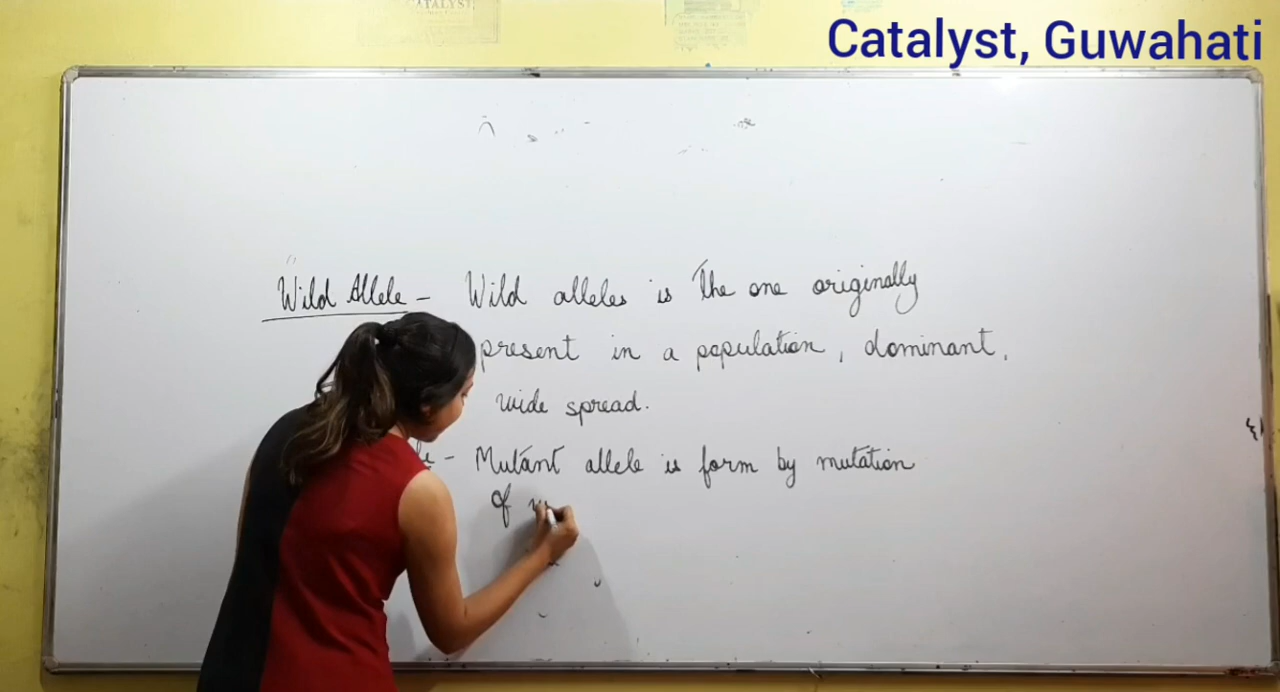 CATALYST
Catalyst, Guwahati
Wild Allele - Wild alleles is the one originally
present in a population, dominant,
wide spread.
- Mutant allele is form by mutation
of